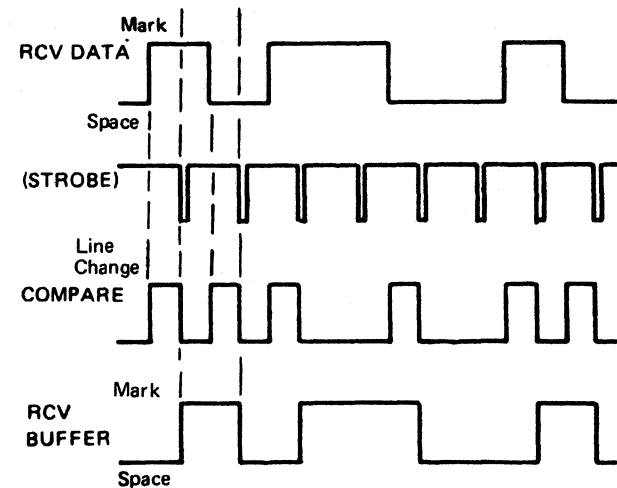 Mark
RCV DATA
Space
(STROBE)
Line
Change
COMPARE
Mark
RCV
BUFFER
Space